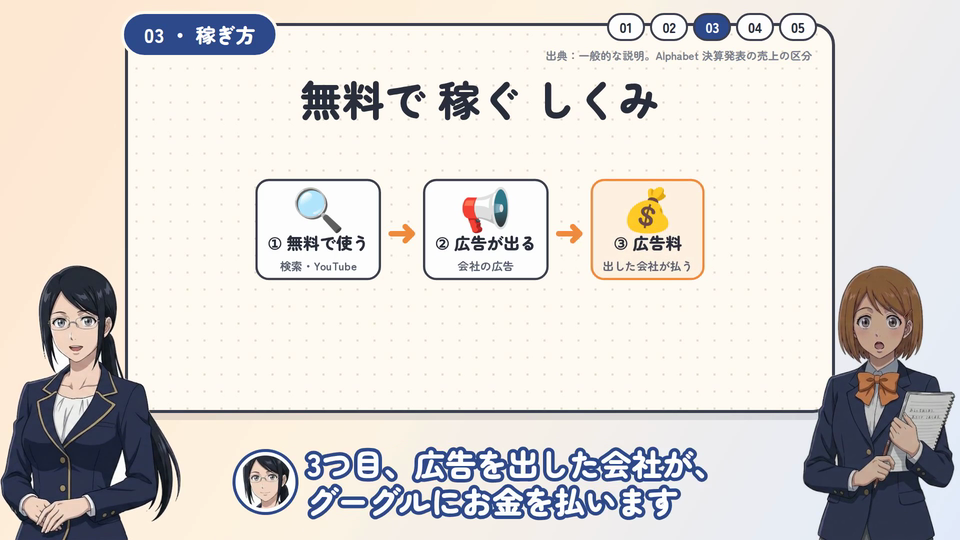 03 ・ 稼ぎ方
01 02 03 04 05
出典：一般的な説明。Alphabet 決算発表の売上の区分
無料で 稼ぐ しくみ
① 無料で使う
検索・YouTube
② 広告が出る
会社の広告
③ 広告料
出した会社が払う
3つ目、広告を出した会社が、
グーグルにお金を払います